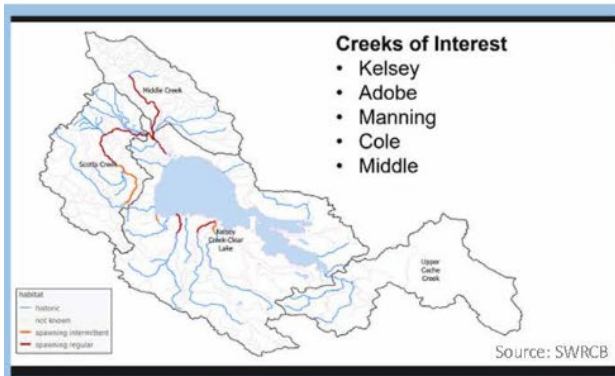 Creeks of Interest
• Kelsey
• Adobe
• Manning
• Cole
• Middle
Middle Creek
Scotts Creek
Kelsey
Creek-Clear
Lake
Upper
Cache
Creek
habitat
historic
not known
spawning intermittent
spawning regular
Source: SWRCB